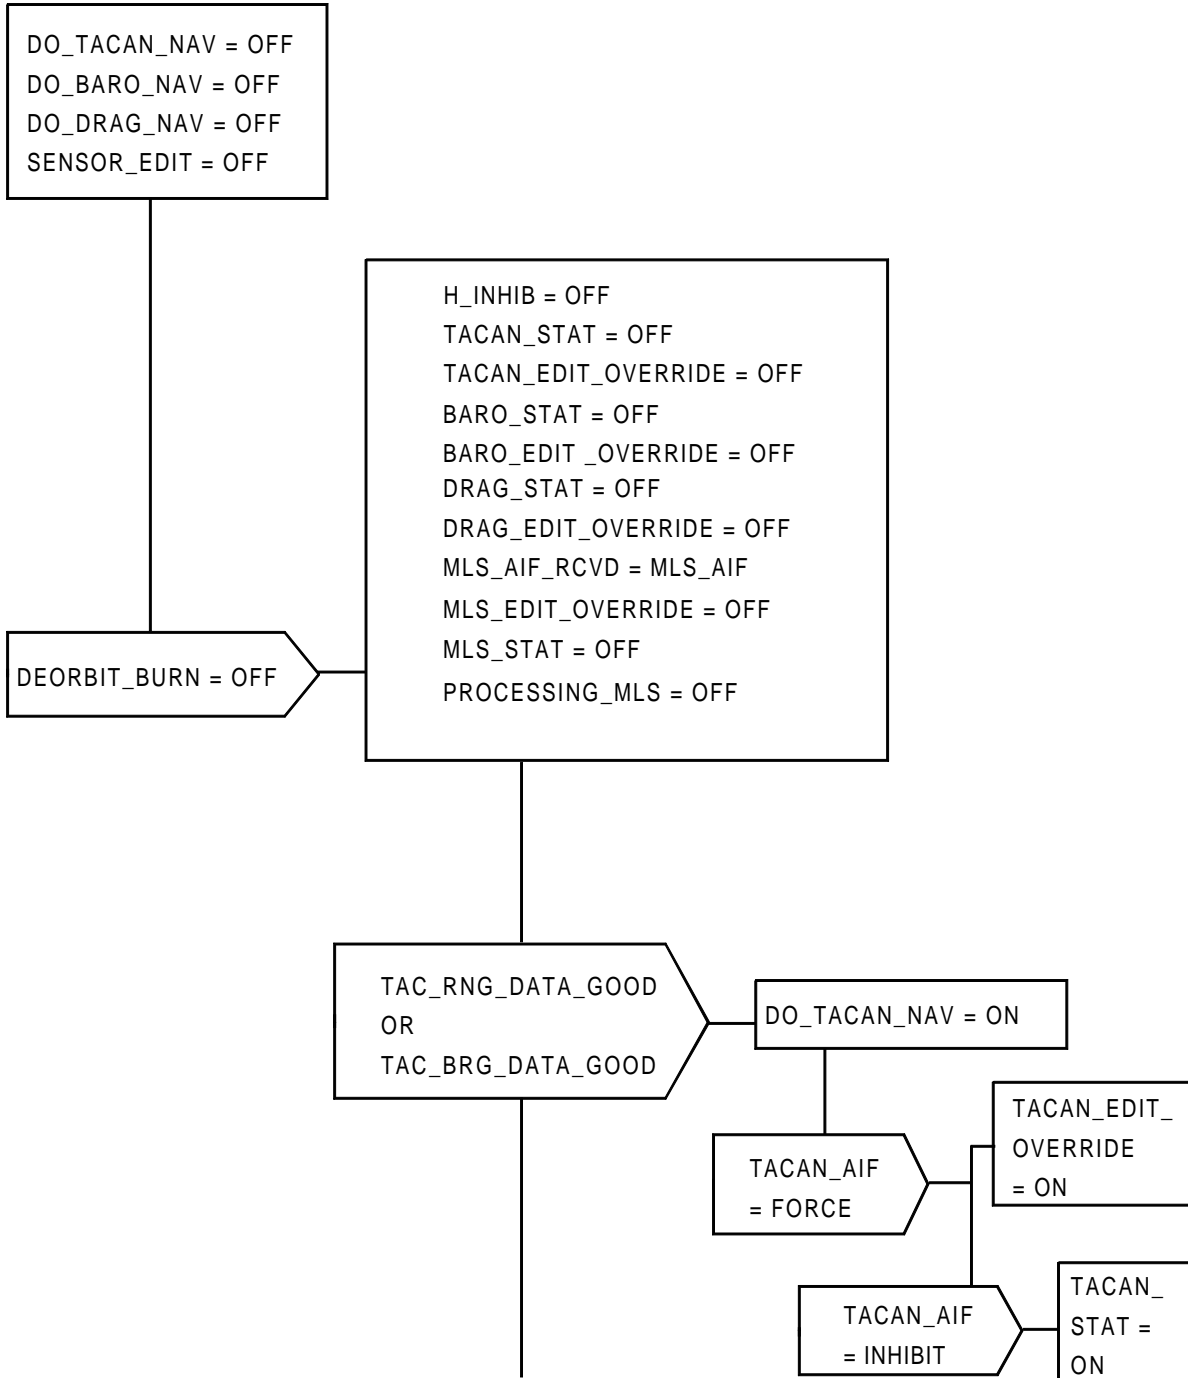 DO_TACAN_NAV = OFF
DO_BARO_NAV = OFF
DO_DRAG_NAV = OFF
SENSOR_EDIT = OFF
H_INHIB = OFF
TACAN_STAT = OFF
TACAN_EDIT_OVERRIDE = OFF
BARO_STAT = OFF
BARO_EDIT _OVERRIDE = OFF
DRAG_STAT = OFF
DRAG_EDIT_OVERRIDE = OFF
MLS_AIF_RCVD = MLS_AIF
MLS_EDIT_OVERRIDE = OFF
MLS_STAT = OFF
PROCESSING_MLS = OFF
DEORBIT_BURN = OFF
TAC_RNG_DATA_GOOD
OR
TAC_BRG_DATA_GOOD
DO_TACAN_NAV = ON
TACAN_AIF
= FORCE
TACAN_EDIT_
OVERRIDE
= ON
TACAN_AIF
= INHIBIT
TACAN_
STAT =
ON